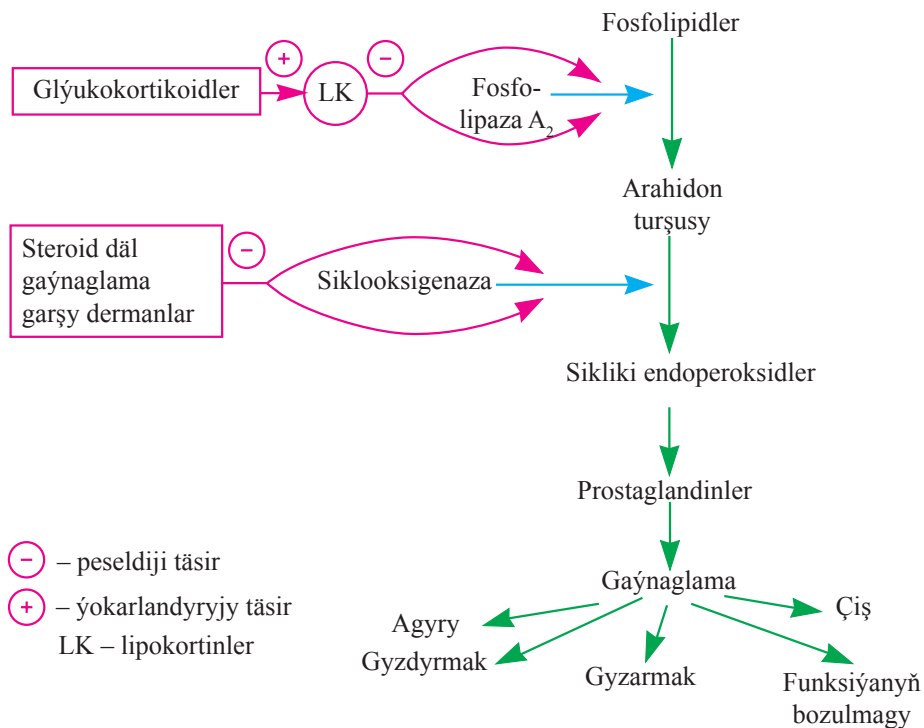 Fosfolipidler
Glýukokortikoidler
+
LK
−
Fosfo-
lipaza A2
Arahidon
turşusy
Steroid däl
gaýnaglama
garşy dermanlar
−
Siklooksigenaza
Sikliki endoperoksidler
Prostaglandinler
− – peseldiji täsir
+ – ýokarlandyryjy täsir
LK – lipokortinler
Gaýnaglama
Agyry
Gyzdyrmak
Gyzarmak
Çiş
Funksiýanyň
bozulmagy